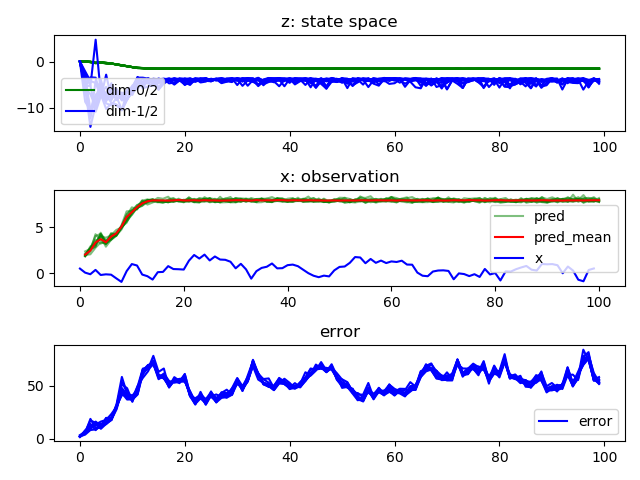 z: state space
0
−10
dim-0/2
dim-1/2
0 20 40 60 80 100
x: observation
5
0
pred
pred_mean
x
0 20 40 60 80 100
error
50
0
error
0 20 40 60 80 100